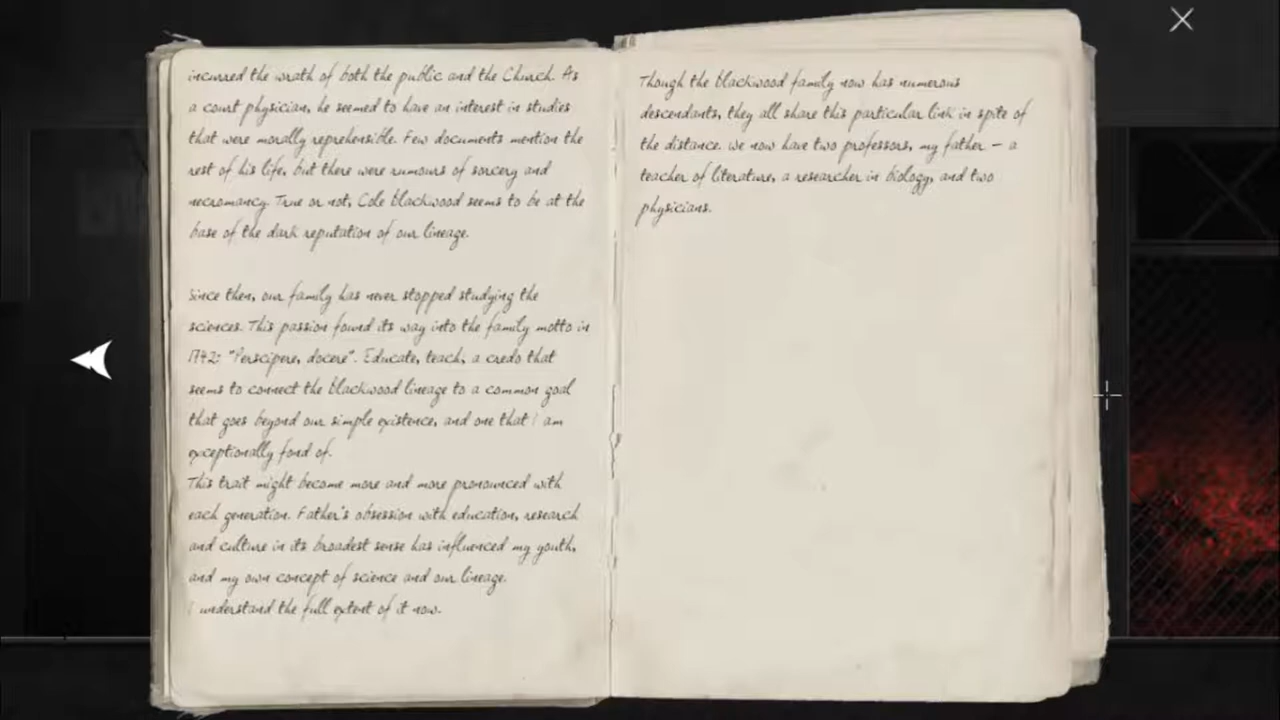 incurred the wrath of both the public and the Church. As
a court physician, he seemed to have an interest in studies
that were morally reprehensible. Few documents mention the
rest of his life, but there were rumours of sorcery and
necromancy. True or not, Cole Blackwood seems to be at the
base of the dark reputation of our lineage.
Since then, our family has never stopped studying the
sciences. This passion found its way into the family motto in
1742: "Perscipere, docere". Educate, teach, a credo that
seems to connect the Blackwood lineage to a common goal
that goes beyond our simple existence, and one that I am
exceptionally fond of.
This trait might become more and more pronounced with
each generation. Father's obsession with education, research
and culture in its broadest sense has influenced my youth,
and my own concept of science and our lineage.
I understand the full extent of it now.
Though the Blackwood family now has numerous
descendants, they all share this particular link in spite of
the distance. We now have two professors, my father – a
teacher of literature, a researcher in biology, and two
physicians.